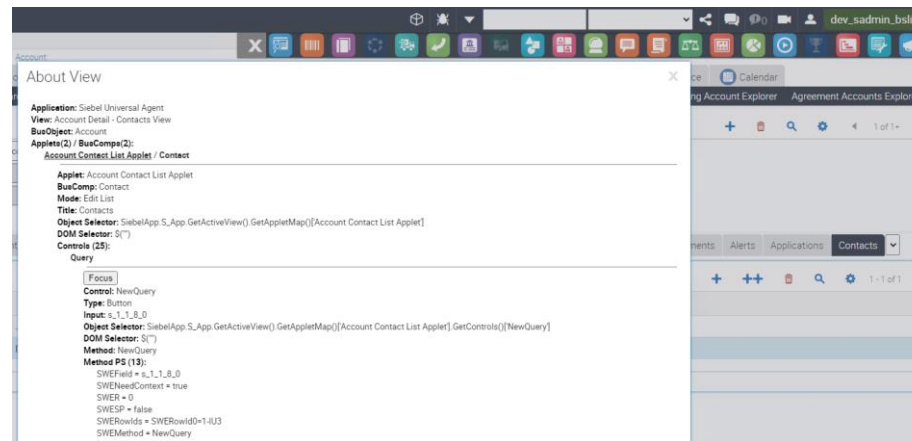 0
dev_sadmin_bsl
Account
About View
X
Calendar
Account Explorer
Agreement Accounts Explor
Application: Siebel Universal Agent
View: Account Detail - Contacts View
BusObject: Account
Applets(2) / BusComps(2):
Account Contact List Applet / Contact
1 of 1+
Applet: Account Contact List Applet
BusComp: Contact
Mode: Edit List
Title: Contacts
Object Selector: SiebelApp.S_App.GetActiveView().GetAppletMap()['Account Contact List Applet']
DOM Selector: $("")
Controls (25):
Alerts
Applications
Contacts
Query
Focus
1 - 1 of 1
Control: NewQuery
Type: Button
Input: s_1_1_8_0
Object Selector: SiebelApp.S_App.GetActiveView().GetAppletMap()['Account Contact List Applet'].GetControls()['NewQuery']
DOM Selector: $("")
Method: NewQuery
Method PS (13):
SWEField = s_1_1_8_0
SWENeedContext = true
SWER = 0
SWESP = false
SWERowIds = SWERowId0=1-IU3
SWEMethod = NewQuery